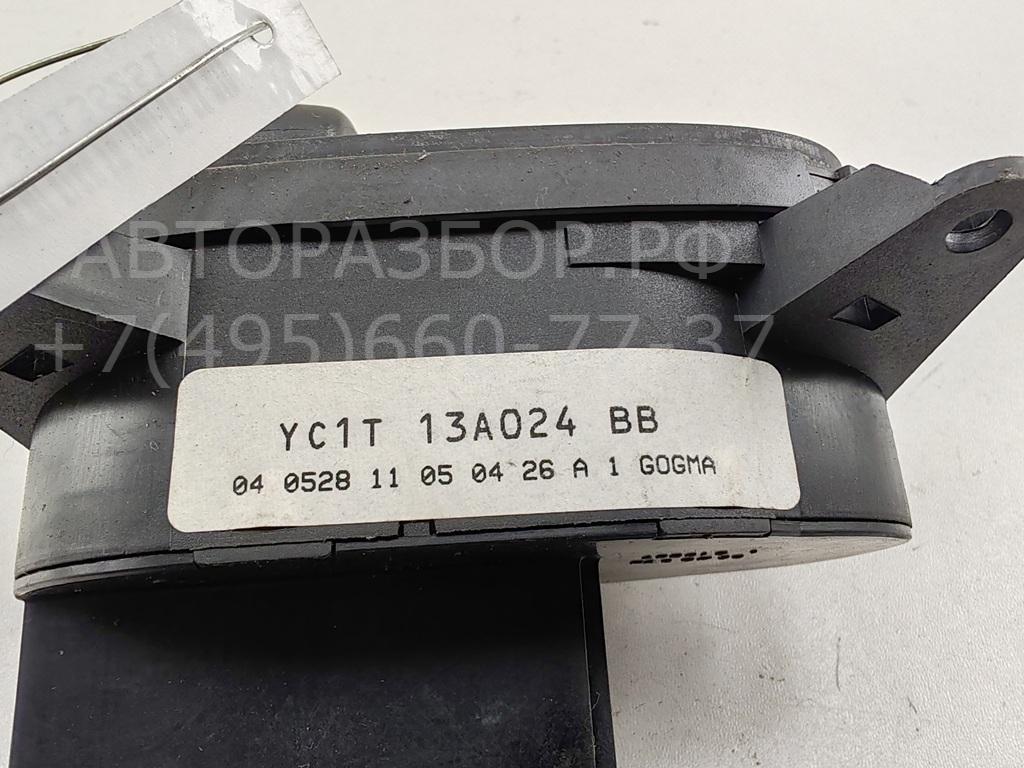 АВТОРАЗБОР.РФ
+7(495)660-77-37
YC1T 13A024 BB
04 0528 11 05 04 26 A 1 GOGMA